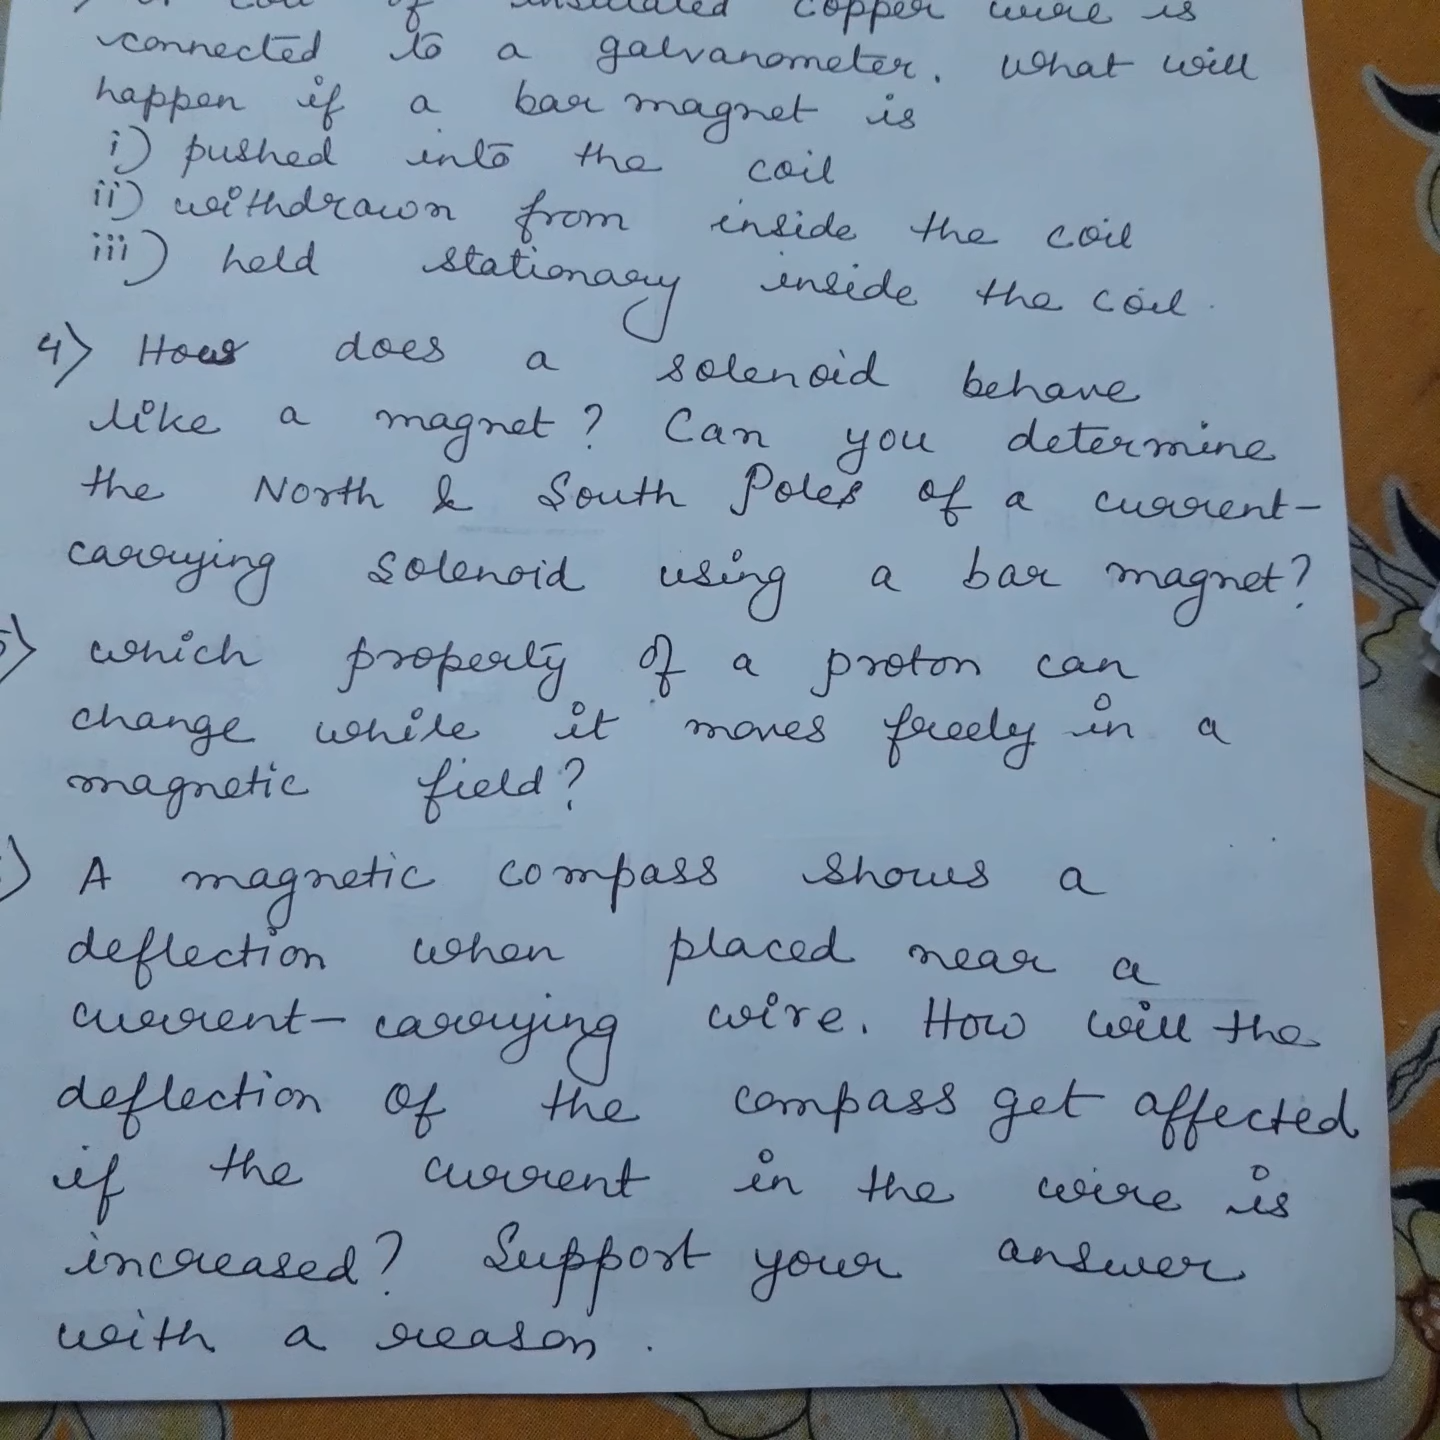 of insulated copper wire is
connected to a galvanometer. What will
happen if a bar magnet is
i) pushed into the coil
ii) withdrawn from inside the coil
iii) held stationary inside the coil.
4) How does a solenoid behave
like a magnet? Can you determine
the North & South Poles of a current-
carrying solenoid using a bar magnet?
) which property of a proton can
change while it moves freely in a
magnetic field?
) A magnetic compass shows a
deflection when placed near a
current-carrying wire. How will the
deflection of the compass get affected
if the current in the wire is
increased? Support your answer
with a reason.